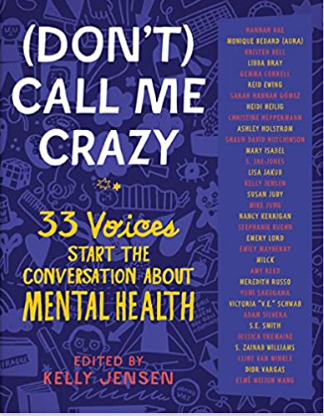 (DON'T)
CALL ME
CRAZY
33 Voices
START THE
CONVERSATION ABOUT
MENTAL HEALTH
EDITED BY
KELLY JENSEN
HANNAH BAE
MONIQUE BEDARD (AURA)
KRISTEN BELL
LIBBA BRAY
GEMMA CORRELL
REID EWING
SARAH HANNAH GÓMEZ
HEIDI HEILIG
CHRISTINE HEPPERMANN
ASHLEY HOLSTROM
SHAUN DAVID HUTCHINSON
MARY ISABEL
S. JAE-JONES
LISA JAKUB
KELLY JENSEN
SUSAN JUBY
MIKE JUNG
NANCY KERRIGAN
STEPHANIE KUEHN
EMERY LORD
EMILY MAYBERRY
MILCK
AMY REED
MEREDITH RUSSO
YUMI SAKUGAWA
VICTORIA "V.E." SCHWAB
ADAM SILVERA
S.E. SMITH
JESSICA TREMAINE
S. ZAINAB WILLIAMS
CLINT VAN WINKLE
DIOR VARGAS
ESMÉ WEIJUN WANG